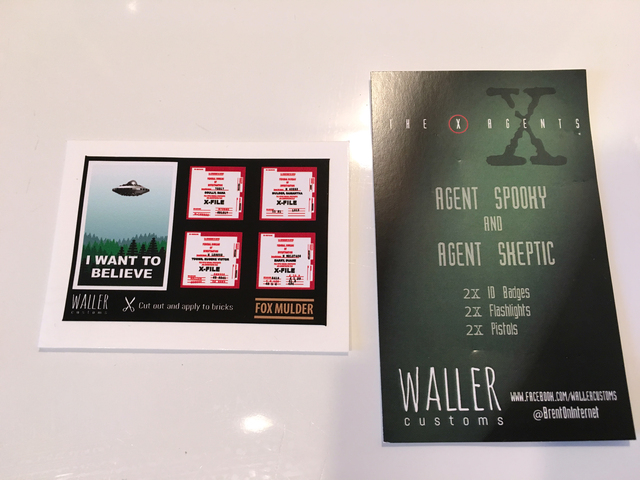 I WANT TO
BELIEVE
X-FILE
X-FILE
X-FILE
X-FILE
WALLER
customs
Cut out and apply to bricks
FOX MULDER
X
THE X AGENTS
AGENT SPOOKY
AND
AGENT SKEPTIC
2X ID Badges
2X Flashlights
2X Pistols
WALLER
customs
WWW.FACEBOOK.COM/WALLERCUSTOMS
@BrentOnInternet